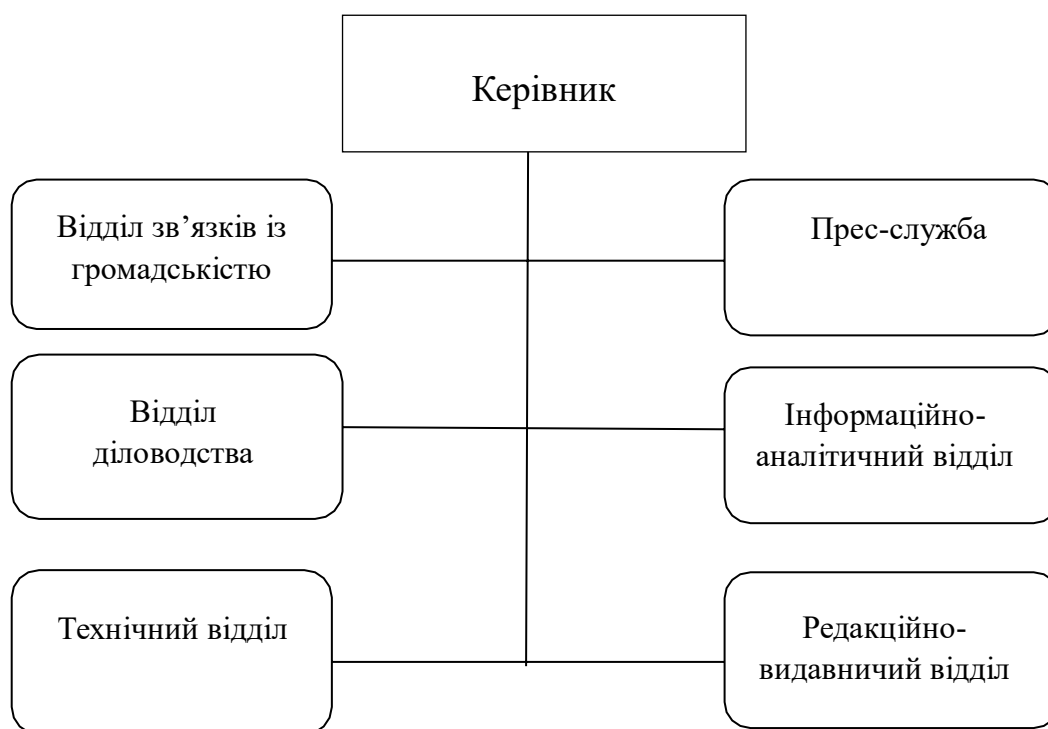 Керівник
Відділ зв’язків із
громадськістю
Прес-служба
Відділ
діловодства
Інформаційно-
аналітичний відділ
Технічний відділ
Редакційно-
видавничий відділ